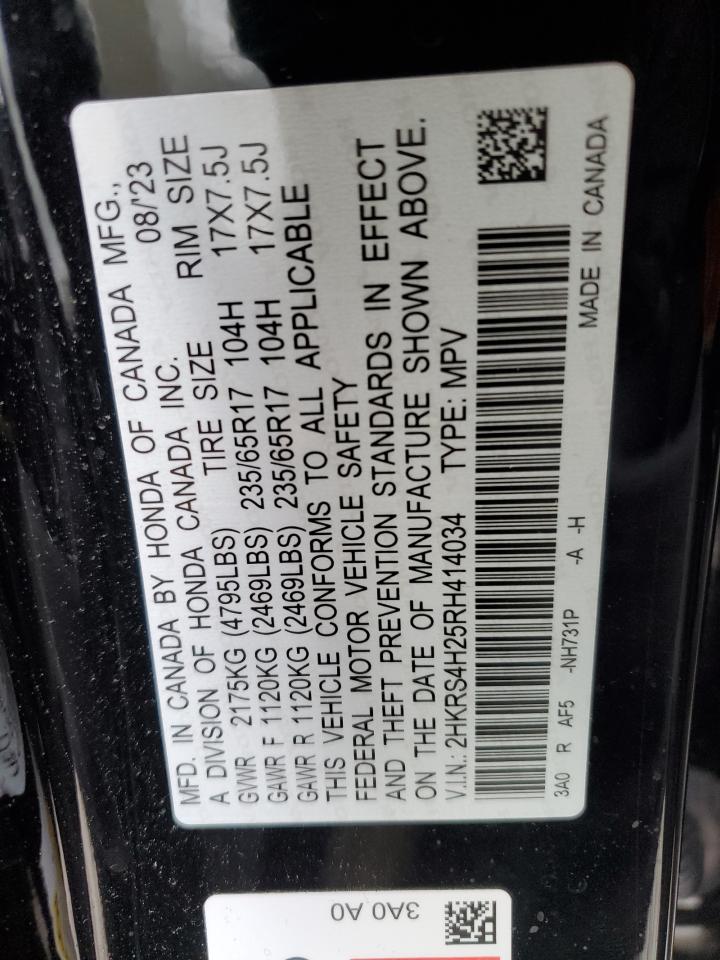 MFD. IN CANADA BY HONDA OF CANADA MFG.,
A DIVISION OF HONDA CANADA INC. 08/'23
GVWR 2175KG (4795LBS) TIRE SIZE RIM SIZE
GAWR F 1120KG (2469LBS) 235/65R17 104H 17X7.5J
GAWR R 1120KG (2469LBS) 235/65R17 104H 17X7.5J
THIS VEHICLE CONFORMS TO ALL APPLICABLE
FEDERAL MOTOR VEHICLE SAFETY
AND THEFT PREVENTION STANDARDS IN EFFECT
ON THE DATE OF MANUFACTURE SHOWN ABOVE.
V.I.N.: 2HKRS4H25RH414034 TYPE: MPV
3A0 R AF5 -NH731P -A -H
MADE IN CANADA
3A0 A0